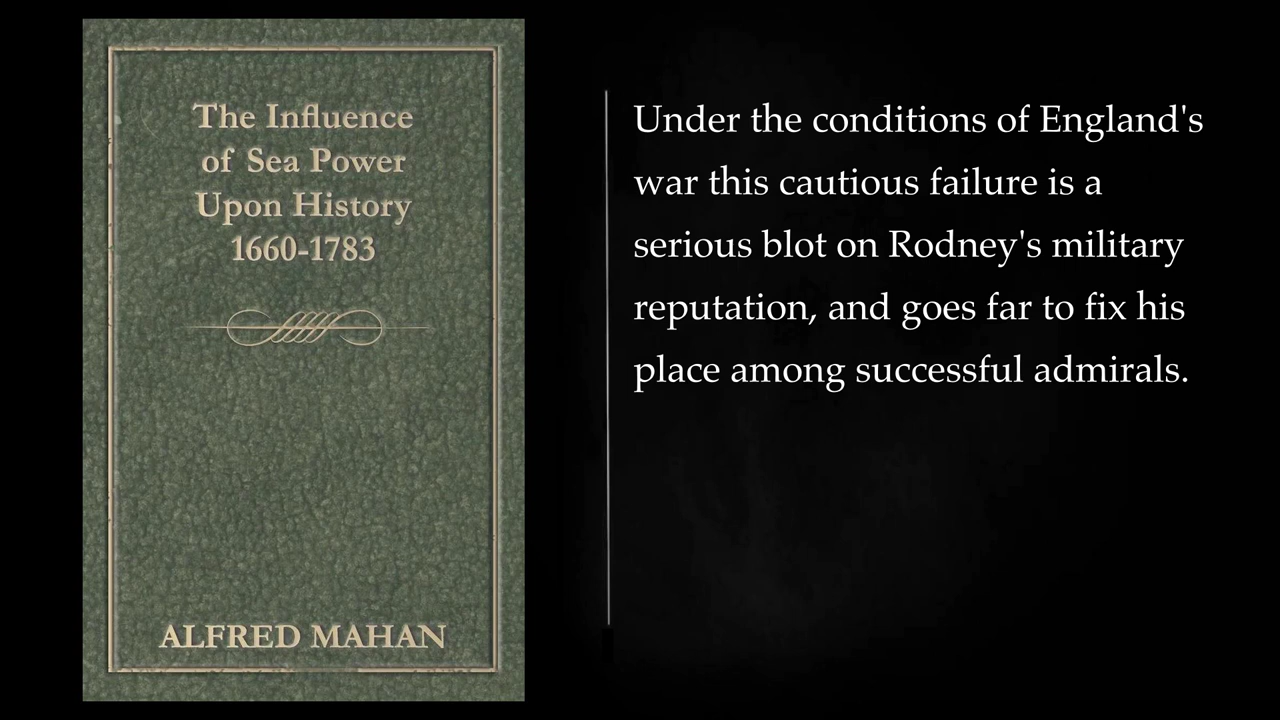 The Influence
of Sea Power
Upon History
1660-1783
ALFRED MAHAN
Under the conditions of England's
war this cautious failure is a
serious blot on Rodney's military
reputation, and goes far to fix his
place among successful admirals.